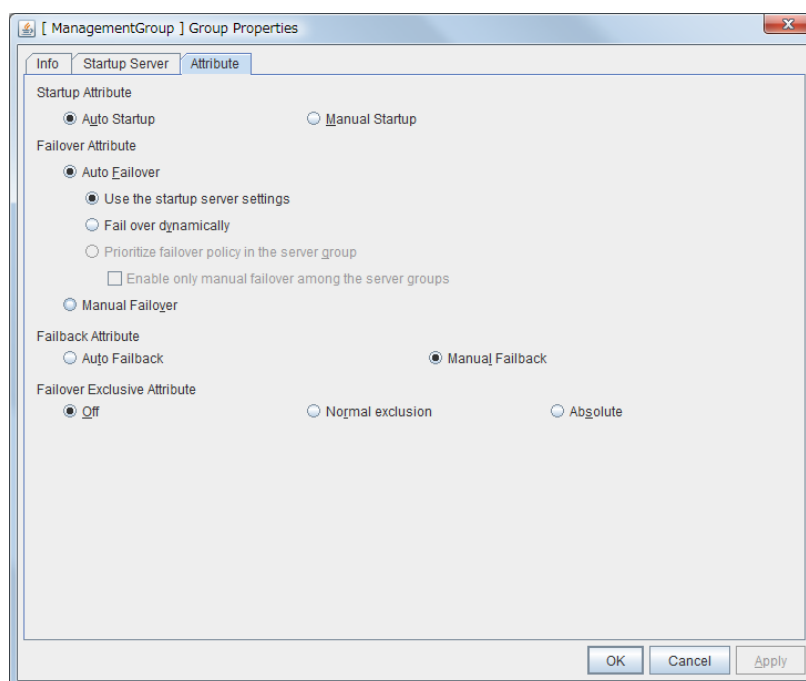 [ ManagementGroup ] Group Properties
Info Startup Server Attribute
Startup Attribute
Auto Startup Manual Startup
Failover Attribute
Auto Failover
Use the startup server settings
Fail over dynamically
Prioritize failover policy in the server group
Enable only manual failover among the server groups
Manual Failover
Failback Attribute
Auto Failback Manual Failback
Failover Exclusive Attribute
Off Normal exclusion Absolute
OK Cancel Apply